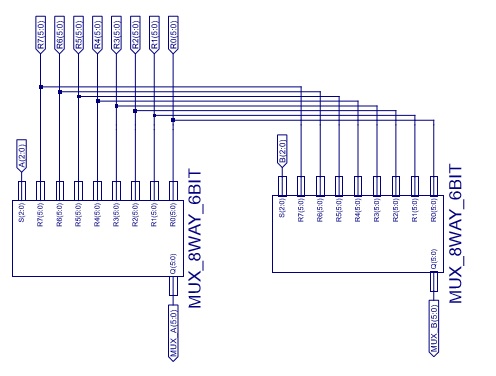 R7(5:0)
R6(5:0)
R5(5:0)
R4(5:0)
R3(5:0)
R2(5:0)
R1(5:0)
R0(5:0)
A(2:0)
B(2:0)
S(2:0)
R7(5:0)
R6(5:0)
R5(5:0)
R4(5:0)
R3(5:0)
R2(5:0)
R1(5:0)
R0(5:0)
Q(5:0)
MUX_8WAY_6BIT
MUX_A(5:0)
S(2:0)
R7(5:0)
R6(5:0)
R5(5:0)
R4(5:0)
R3(5:0)
R2(5:0)
R1(5:0)
R0(5:0)
Q(5:0)
MUX_8WAY_6BIT
MUX_B(5:0)